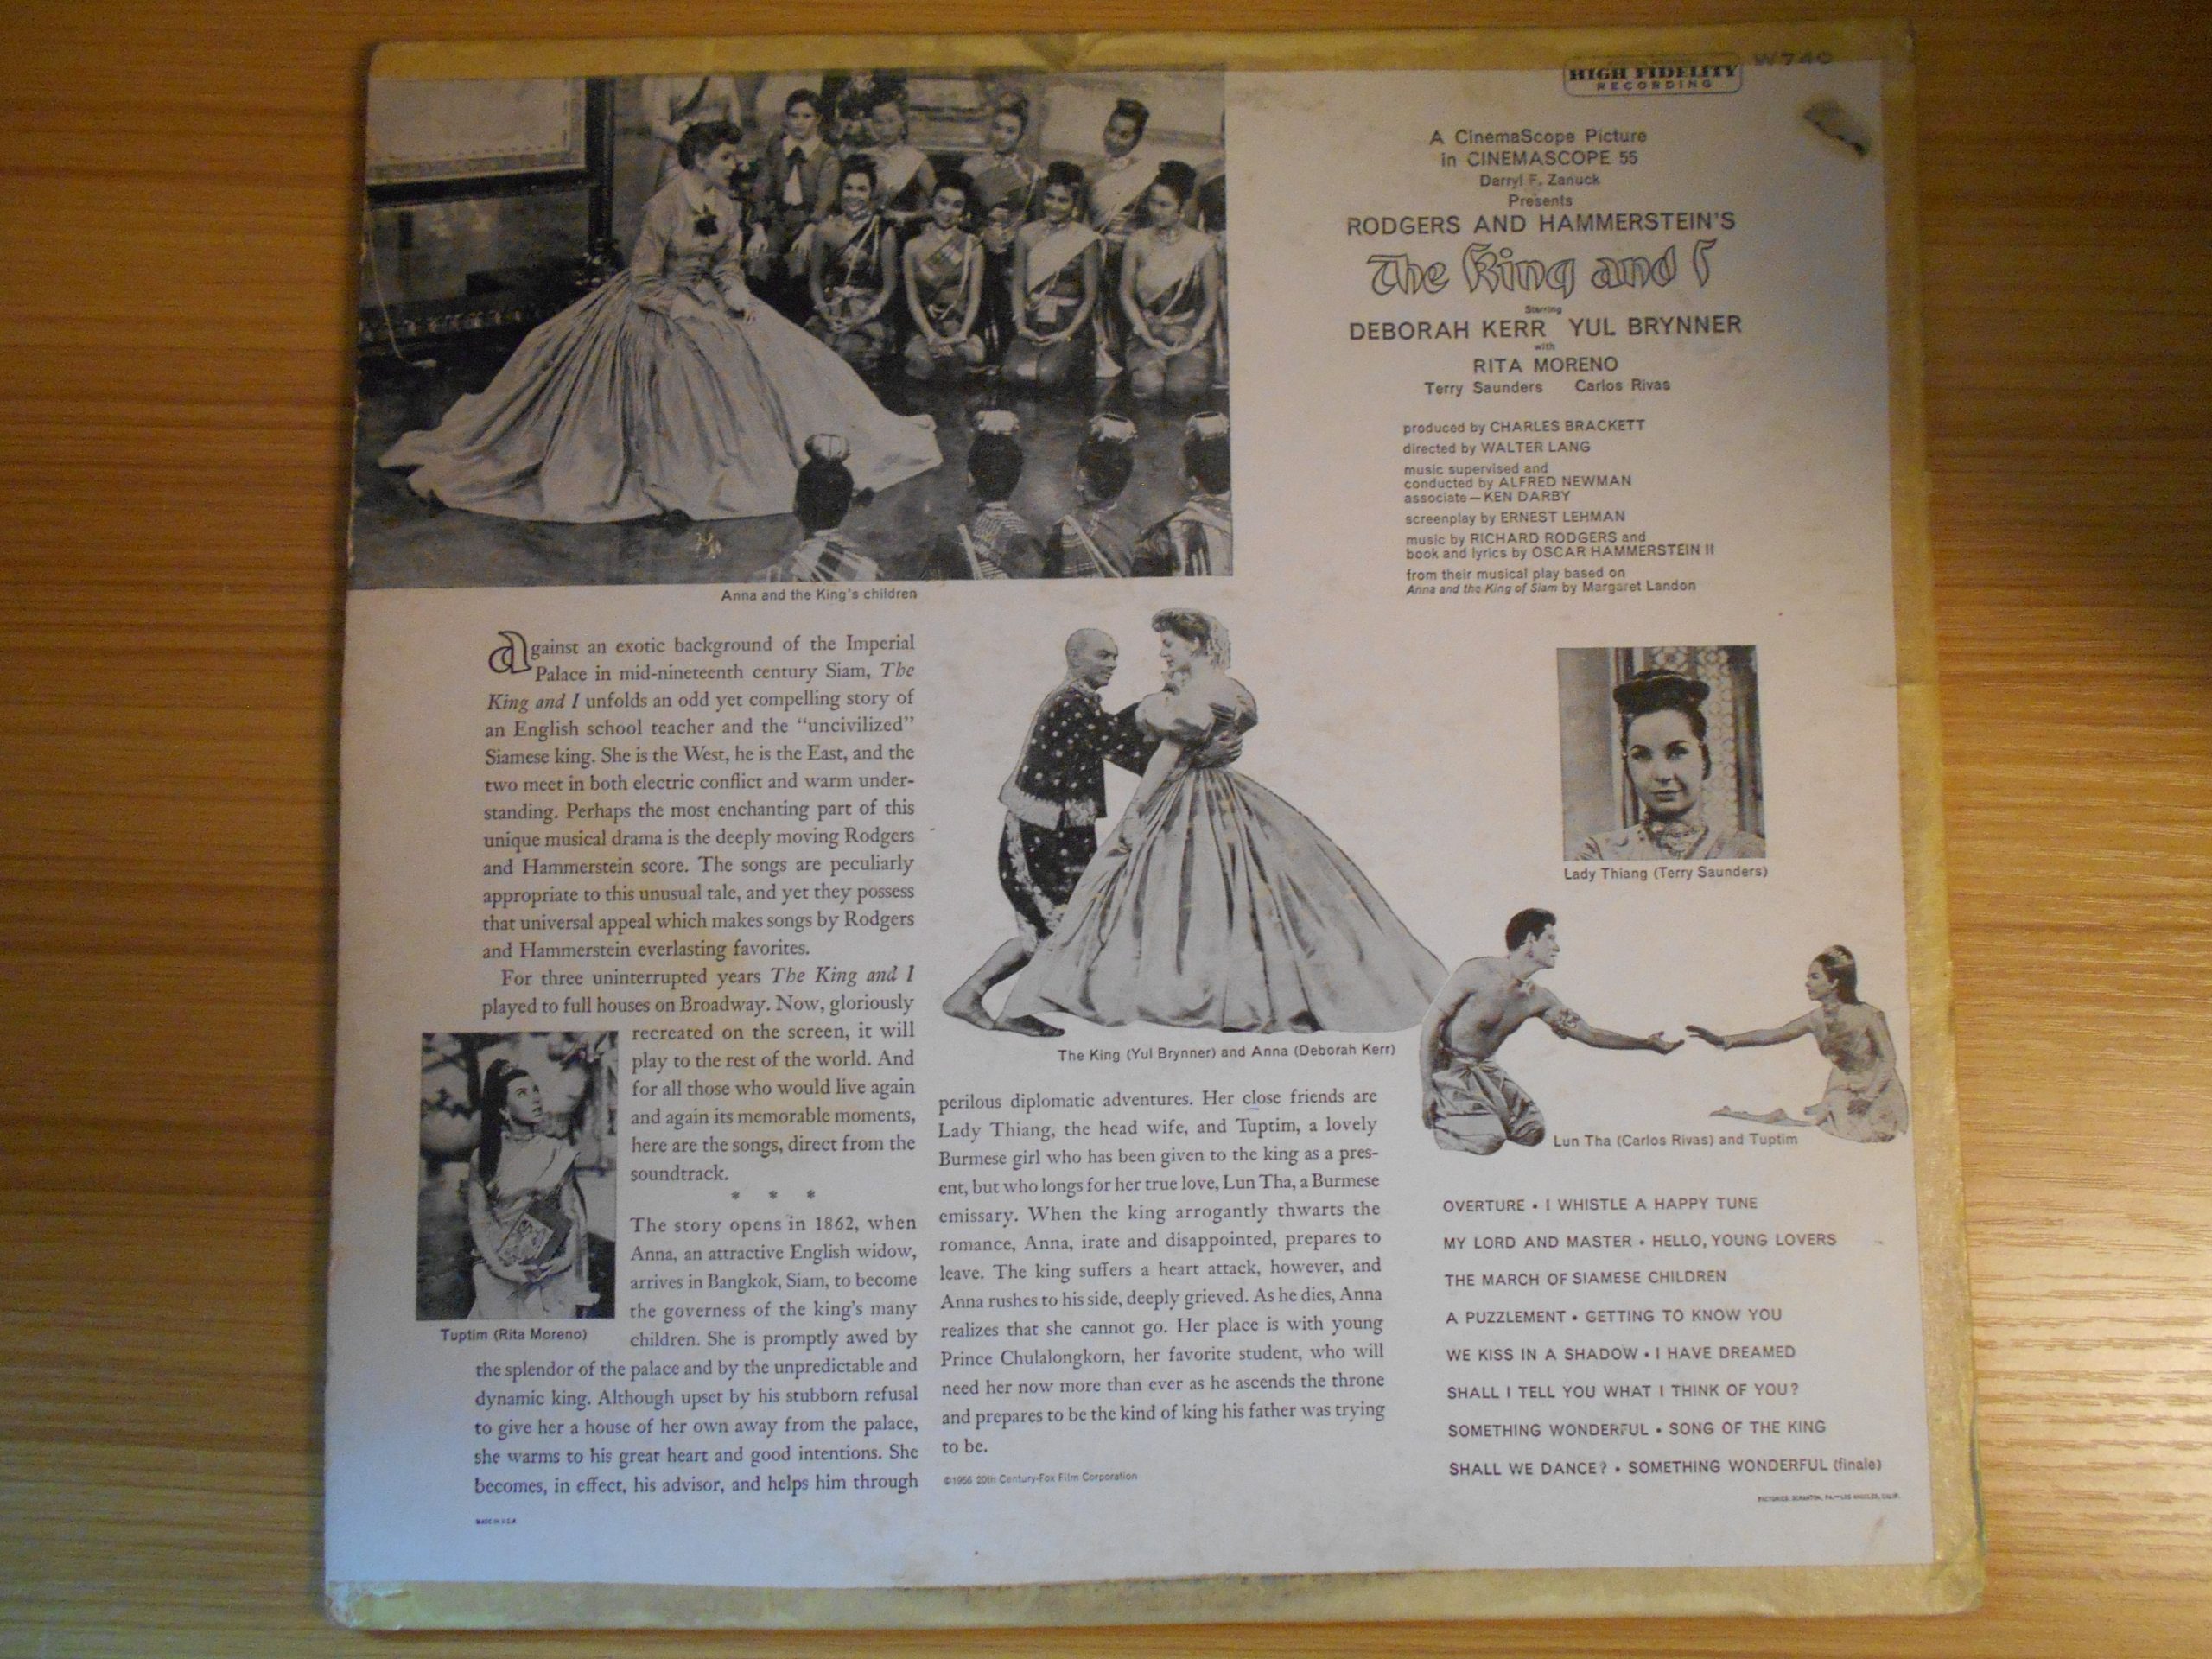 HIGH FIDELITY
RECORDING
W740
A CinemaScope Picture
in CINEMASCOPE 55
Darryl F. Zanuck
Presents
RODGERS AND HAMMERSTEIN'S
The King and I
Starring
DEBORAH KERR YUL BRYNNER
with
RITA MORENO
Terry Saunders Carlos Rivas
produced by CHARLES BRACKETT
directed by WALTER LANG
music supervised and
conducted by ALFRED NEWMAN
associate—KEN DARBY
screenplay by ERNEST LEHMAN
music by RICHARD RODGERS and
book and lyrics by OSCAR HAMMERSTEIN II
from their musical play based on
Anna and the King of Siam by Margaret Landon
Anna and the King's children
against an exotic background of the Imperial
Palace in mid-nineteenth century Siam, The
King and I unfolds an odd yet compelling story of
an English school teacher and the “uncivilized”
Siamese king. She is the West, he is the East, and the
two meet in both electric conflict and warm under-
standing. Perhaps the most enchanting part of this
unique musical drama is the deeply moving Rodgers
and Hammerstein score. The songs are peculiarly
appropriate to this unusual tale, and yet they possess
that universal appeal which makes songs by Rodgers
and Hammerstein everlasting favorites.
For three uninterrupted years The King and I
played to full houses on Broadway. Now, gloriously
recreated on the screen, it will
play to the rest of the world. And
for all those who would live again
and again its memorable moments,
here are the songs, direct from the
soundtrack.
* * *
The story opens in 1862, when
Anna, an attractive English widow,
arrives in Bangkok, Siam, to become
the governess of the king's many
children. She is promptly awed by
the splendor of the palace and by the unpredictable and
dynamic king. Although upset by his stubborn refusal
to give her a house of her own away from the palace,
she warms to his great heart and good intentions. She
becomes, in effect, his advisor, and helps him through
Tuptim (Rita Moreno)
MADE IN U.S.A.
The King (Yul Brynner) and Anna (Deborah Kerr)
perilous diplomatic adventures. Her close friends are
Lady Thiang, the head wife, and Tuptim, a lovely
Burmese girl who has been given to the king as a pres-
ent, but who longs for her true love, Lun Tha, a Burmese
emissary. When the king arrogantly thwarts the
romance, Anna, irate and disappointed, prepares to
leave. The king suffers a heart attack, however, and
Anna rushes to his side, deeply grieved. As he dies, Anna
realizes that she cannot go. Her place is with young
Prince Chulalongkorn, her favorite student, who will
need her now more than ever as he ascends the throne
and prepares to be the kind of king his father was trying
to be.
©1956 20th Century-Fox Film Corporation
Lady Thiang (Terry Saunders)
Lun Tha (Carlos Rivas) and Tuptim
OVERTURE • I WHISTLE A HAPPY TUNE
MY LORD AND MASTER • HELLO, YOUNG LOVERS
THE MARCH OF SIAMESE CHILDREN
A PUZZLEMENT • GETTING TO KNOW YOU
WE KISS IN A SHADOW • I HAVE DREAMED
SHALL I TELL YOU WHAT I THINK OF YOU?
SOMETHING WONDERFUL • SONG OF THE KING
SHALL WE DANCE? • SOMETHING WONDERFUL (finale)
SCRANTON, PA.—LOS ANGELES, CALIF.